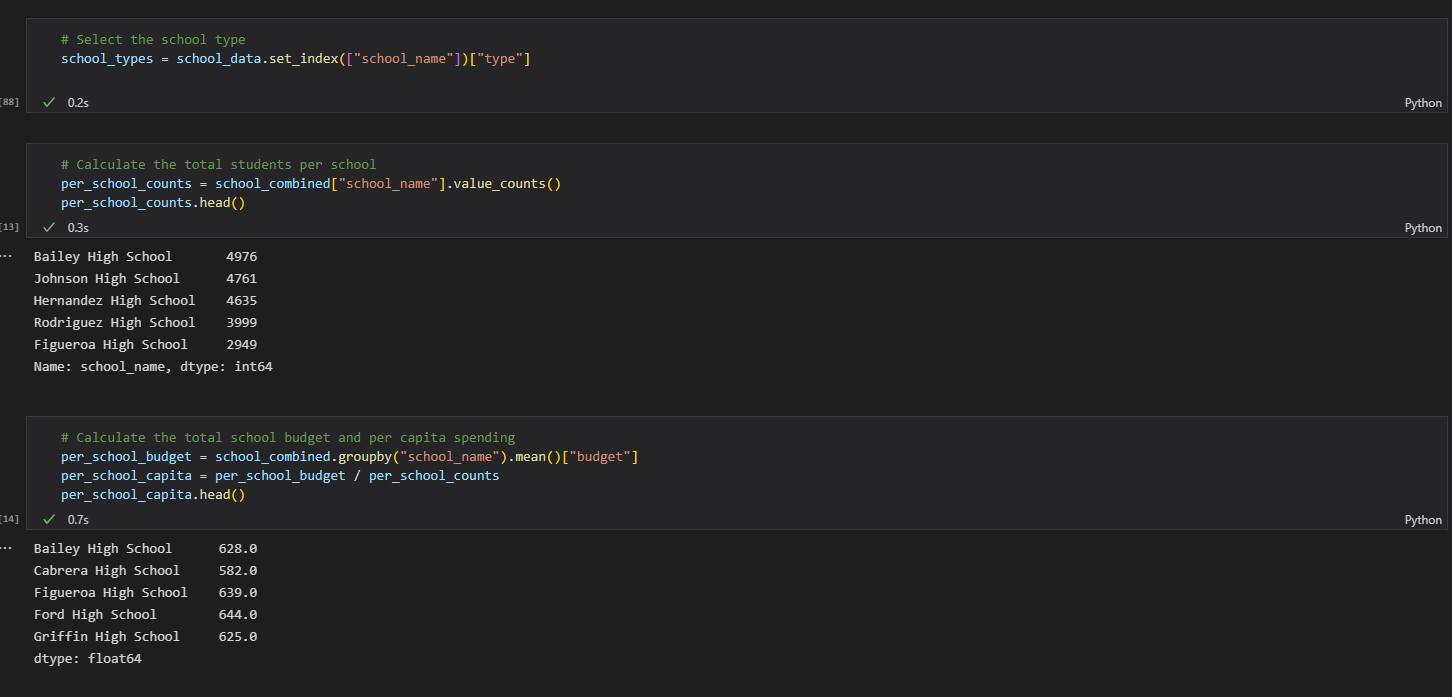 # Select the school type
school_types = school_data.set_index(["school_name"])["type"]
[88]
0.2s
Python
# Calculate the total students per school
per_school_counts = school_combined["school_name"].value_counts()
per_school_counts.head()
[13]
0.3s
Python
...
Bailey High School 4976
Johnson High School 4761
Hernandez High School 4635
Rodriguez High School 3999
Figueroa High School 2949
Name: school_name, dtype: int64
# Calculate the total school budget and per capita spending
per_school_budget = school_combined.groupby("school_name").mean()["budget"]
per_school_capita = per_school_budget / per_school_counts
per_school_capita.head()
[14]
0.7s
Python
...
Bailey High School 628.0
Cabrera High School 582.0
Figueroa High School 639.0
Ford High School 644.0
Griffin High School 625.0
dtype: float64